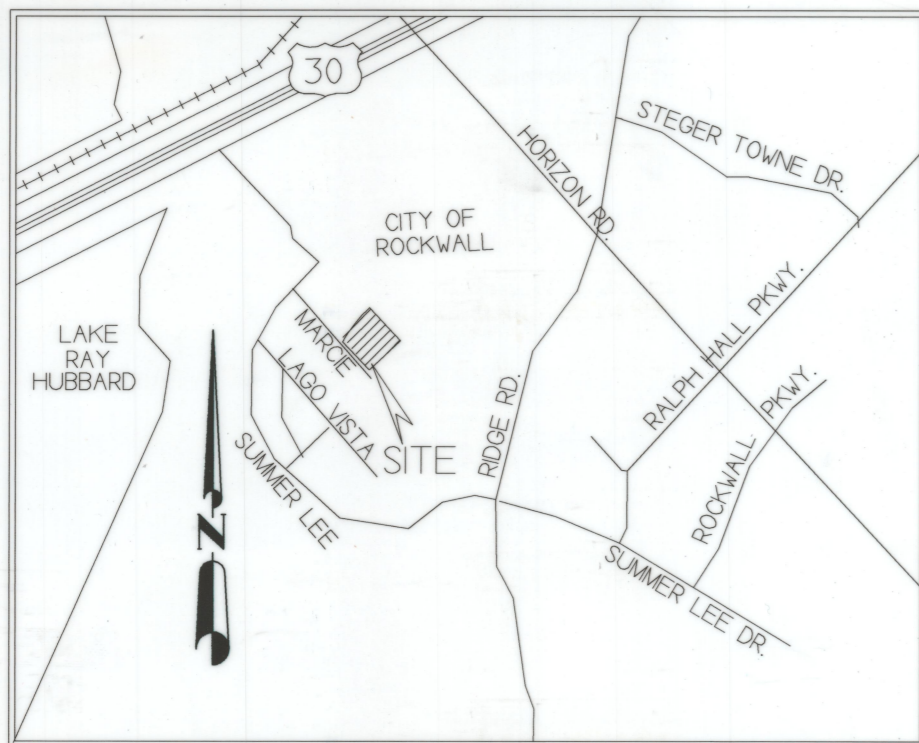 30
STEGER TOWNE DR.
HORIZON RD.
CITY OF
ROCKWALL
LAKE
RAY
HUBBARD
MARCIE
LAGO VISTA
SITE
SUMMER LEE
RIDGE RD.
RALPH HALL PKWY.
ROCKWALL PKWY.
SUMMER LEE DR.
N